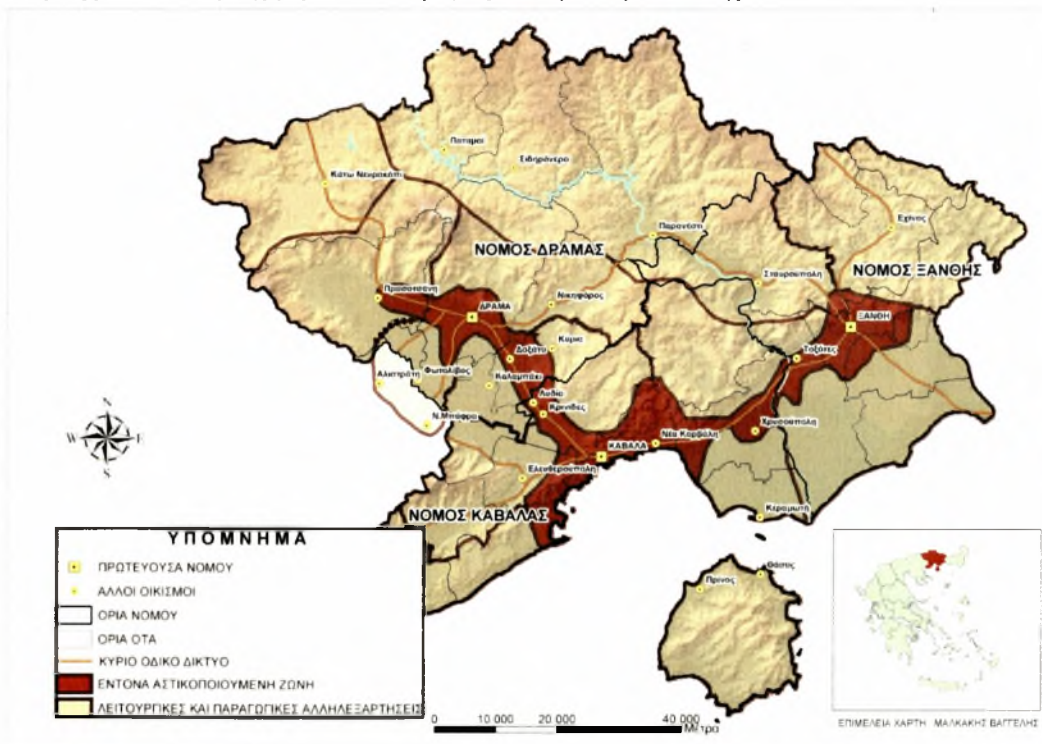 Ποταμοί
Σιδηρόνερο
Κάτω Νευροκόπι
Εχίνος
Παρανέστι
ΝΟΜΟΣ ΔΡΑΜΑΣ
Σταυρούπολη
ΝΟΜΟΣ ΞΑΝΘΗΣ
Προσοτσάνη
Νικηφόρος
ΔΡΑΜΑ
ΞΑΝΘΗ
Κύρια
Δοξάτο
Τοξότες
Φωτολίβος
Αλιστράτη
Καλαμπάκι
Λυδία
Κρηνίδες
Ν.Μπάφρα
Χρυσούπολη
Νέα Καρβάλη
ΚΑΒΑΛΑ
Ελευθερούπολη
ΝΟΜΟΣ ΚΑΒΑΛΑΣ
Κεραμωτή
Θάσος
Πρίνος
N
W E
S
ΥΠΟΜΝΗΜΑ
ΠΡΩΤΕΥΟΥΣΑ ΝΟΜΟΥ
ΑΛΛΟΙ ΟΙΚΙΣΜΟΙ
ΟΡΙΑ ΝΟΜΟΥ
ΟΡΙΑ ΟΤΑ
ΚΥΡΙΟ ΟΔΙΚΟ ΔΙΚΤΥΟ
ΕΝΤΟΝΑ ΑΣΤΙΚΟΠΟΙΟΥΜΕΝΗ ΖΩΝΗ
ΛΕΙΤΟΥΡΓΙΚΕΣ ΚΑΙ ΠΑΡΑΓΩΓΙΚΕΣ ΑΛΛΗΛΕΞΑΡΤΗΣΕΙΣ
0 10 000 20 000 40 000
Μέτρα
ΕΠΙΜΕΛΕΙΑ ΧΑΡΤΗ ΜΑΛΚΑΚΗΣ ΒΑΓΓΕΛΗΣ